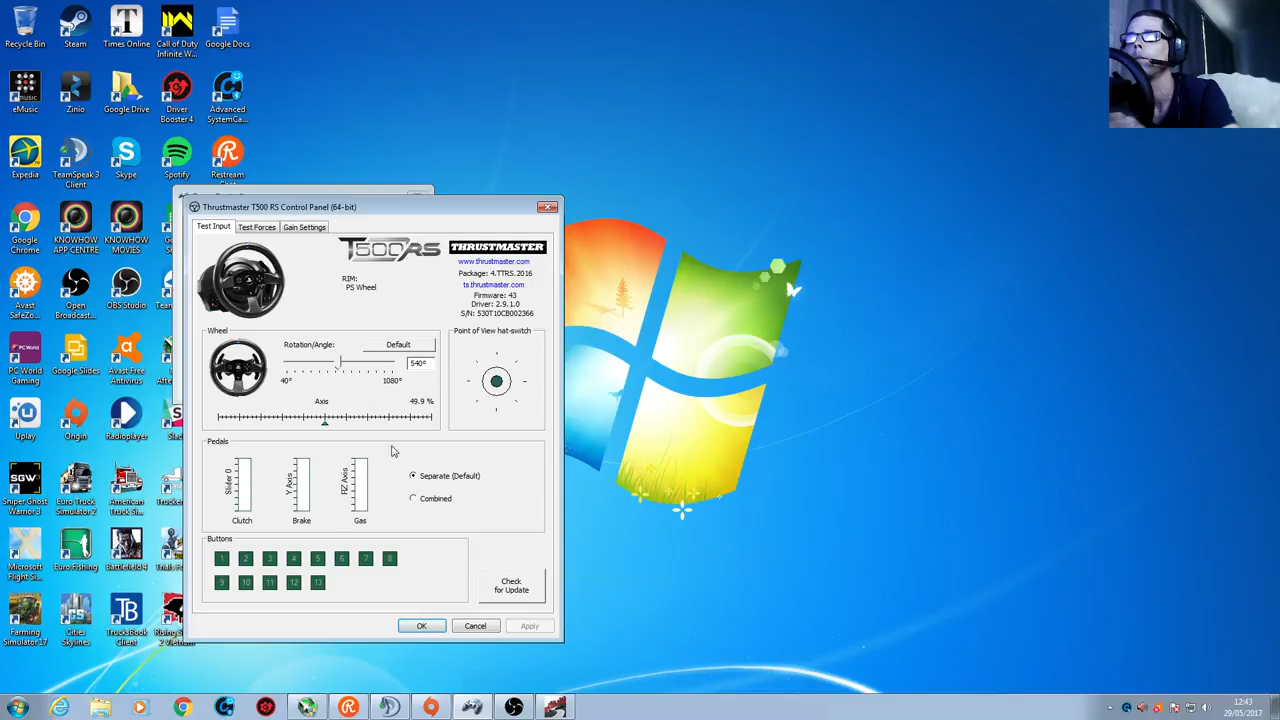 Recycle Bin
Steam
Times Online
Call of Duty
Infinite W...
Google Docs
eMusic
Zinio
Google Drive
Driver
Booster 4
Advanced
SystemCa...
Expedia
TeamSpeak 3
Client
Skype
Spotify
Restream
Google
Chrome
KNOWHOW
APP CENTRE
KNOWHOW
MOVIES
Avast
SafeZo...
Open
Broadcast...
OBS Studio
PC World
Gaming
Google Slides
Avast Free
Antivirus
Uplay
Origin
Radioplayer
Sniper Ghost
Warrior 3
Euro Truck
Simulator 2
American
Truck Si...
Microsoft
Flight Si...
Euro Fishing
Battlefield 4
Farming
Simulator 17
Cities
Skylines
TrucksBook
Client
Thrustmaster T500 RS Control Panel (64-bit)
Test Input
Test Forces
Gain Settings
T500RS
THRUSTMASTER
www.thrustmaster.com
RIM:
PS Wheel
Package: 4.TTRS.2016
ts.thrustmaster.com
Firmware: 43
Driver: 2.9.1.0
S/N: 530T10CB002366
Wheel
Rotation/Angle:
Default
540°
40°
1080°
Axis
49.9 %
Point of View hat-switch
Pedals
Slider 0
Y Axis
RZ Axis
Clutch
Brake
Gas
Separate (Default)
Combined
Buttons
1 2 3 4 5 6 7 8
9 10 11 12 13
Check
for Update
OK
Cancel
Apply
12:43
29/05/2017